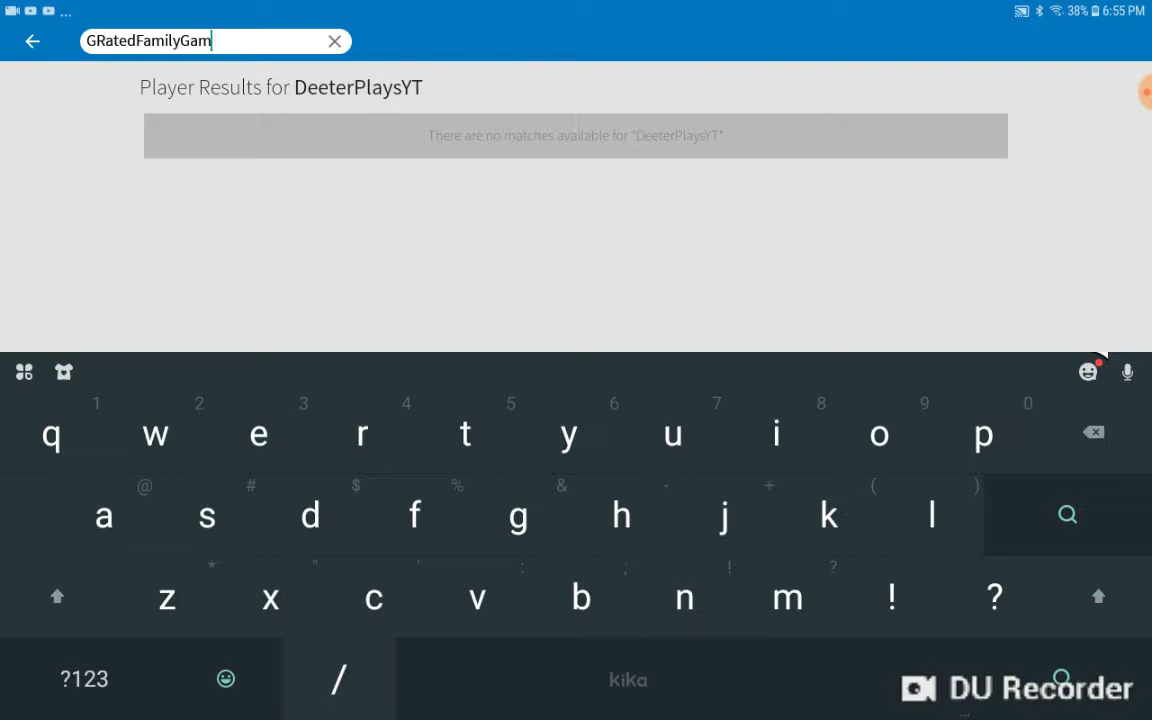 ... 38% 6:55 PM
GRatedFamilyGam
Player Results for DeeterPlaysYT
There are no matches available for "DeeterPlaysYT"
1 2 3 4 5 6 7 8 9 0
q w e r t y u i o p
@ # $ % & - + ( )
a s d f g h j k l
* " ' : ; ! ?
z x c v b n m ! ?
?123 / kika
DU Recorder